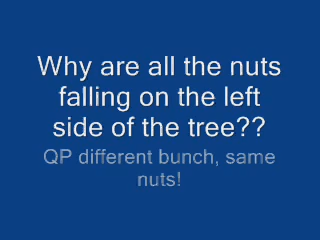 Why are all the nuts
falling on the left
side of the tree??
QP different bunch, same
nuts!